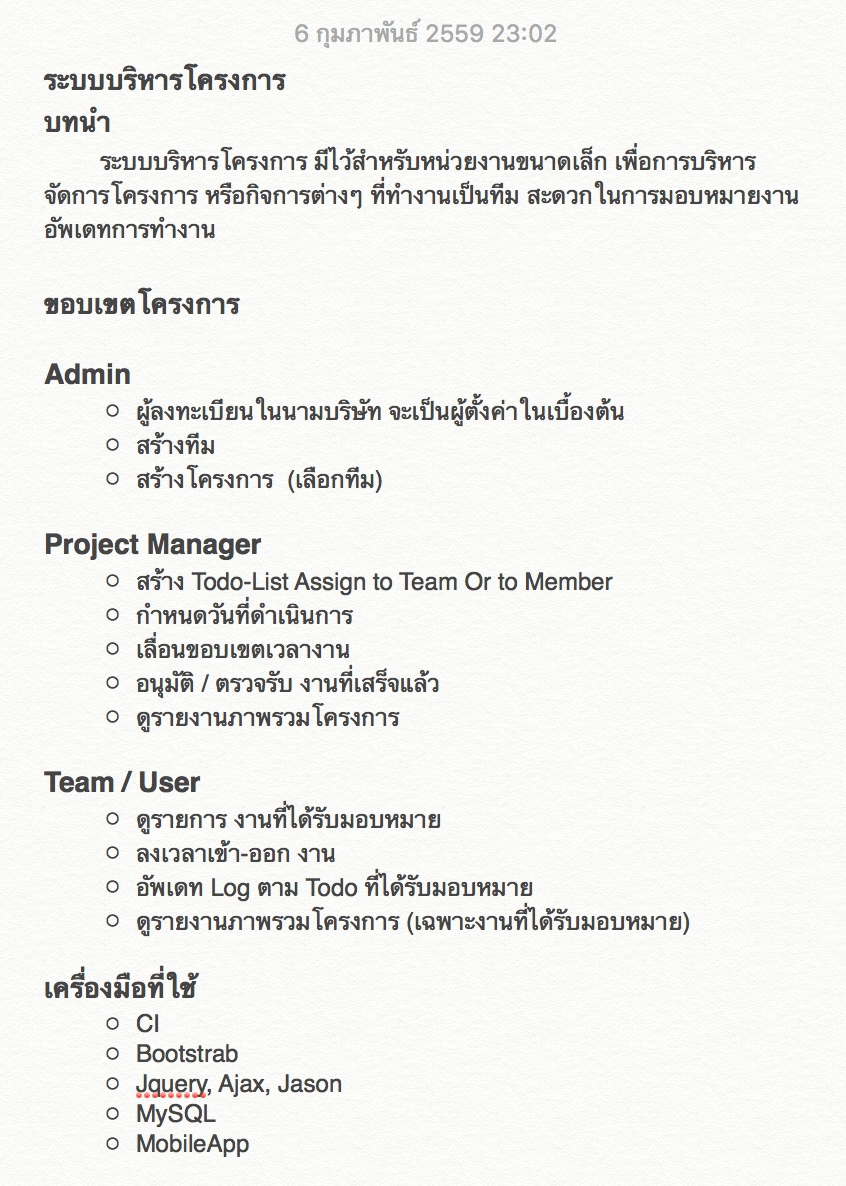 6 กุมภาพันธ์ 2559 23:02
ระบบบริหารโครงการ
บทนำ
ระบบบริหารโครงการ มีไว้สำหรับหน่วยงานขนาดเล็ก เพื่อการบริหาร
จัดการโครงการ หรือกิจการต่างๆ ที่ทำงานเป็นทีม สะดวกในการมอบหมายงาน
อัพเดทการทำงาน
ขอบเขตโครงการ
Admin
ผู้ลงทะเบียนในนามบริษัท จะเป็นผู้ตั้งค่าในเบื้องต้น
สร้างทีม
สร้างโครงการ (เลือกทีม)
Project Manager
สร้าง Todo-List Assign to Team Or to Member
กำหนดวันที่ดำเนินการ
เลื่อนขอบเขตเวลางาน
อนุมัติ / ตรวจรับ งานที่เสร็จแล้ว
ดูรายงานภาพรวมโครงการ
Team / User
ดูรายการ งานที่ได้รับมอบหมาย
ลงเวลาเข้า-ออก งาน
อัพเดท Log ตาม Todo ที่ได้รับมอบหมาย
ดูรายงานภาพรวมโครงการ (เฉพาะงานที่ได้รับมอบหมาย)
เครื่องมือที่ใช้
CI
Bootstrab
Jquery, Ajax, Jason
MySQL
MobileApp